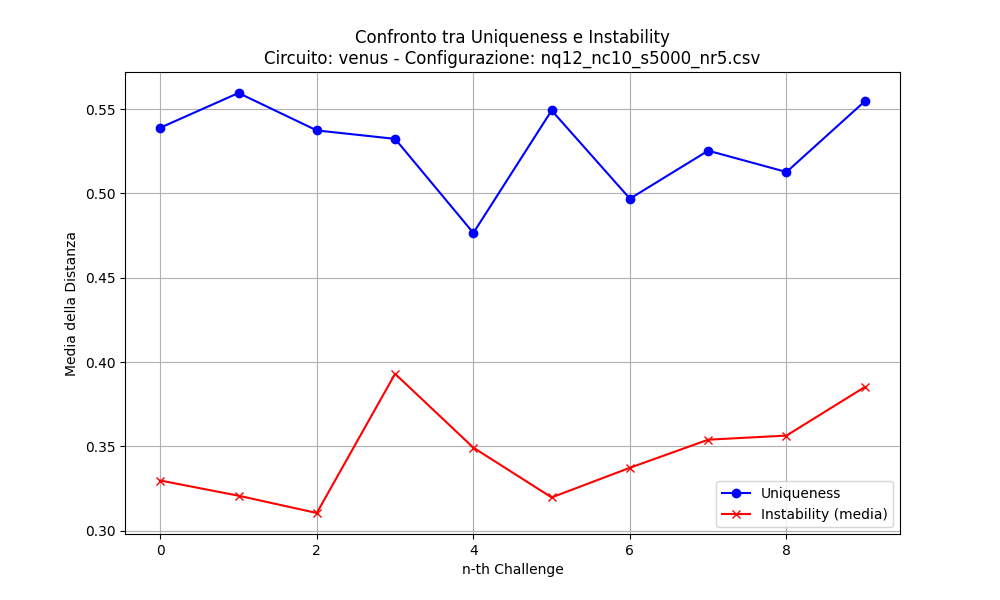 Confronto tra Uniqueness e Instability
Circuito: venus - Configurazione: nq12_nc10_s5000_nr5.csv
Media della Distanza
0.55
0.50
0.45
0.40
0.35
0.30
Uniqueness
Instability (media)
0 2 4 6 8
n-th Challenge